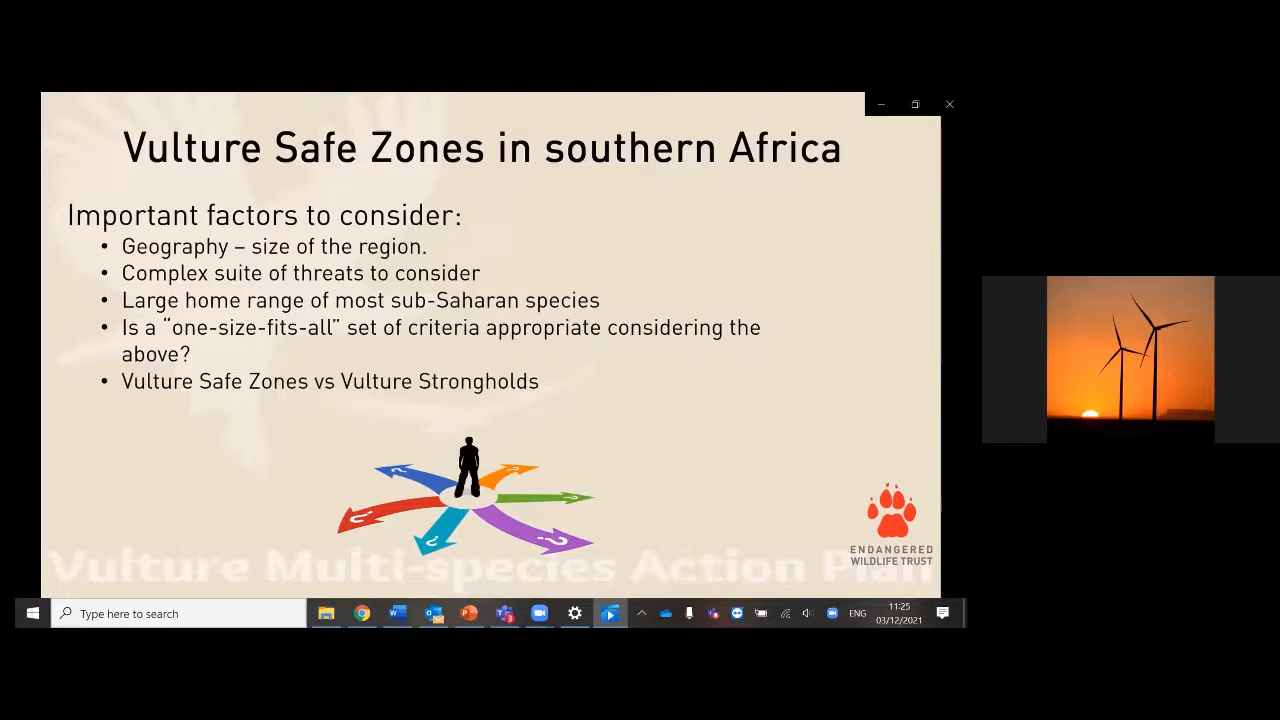 Vulture Safe Zones in southern Africa
Important factors to consider:
• Geography – size of the region.
• Complex suite of threats to consider
• Large home range of most sub-Saharan species
• Is a “one-size-fits-all” set of criteria appropriate considering the
above?
• Vulture Safe Zones vs Vulture Strongholds
? ? ? ? ? ?
ENDANGERED
WILDLIFE TRUST
Vulture Multi-species Action Plan
Type here to search
3
ENG
11:25
03/12/2021